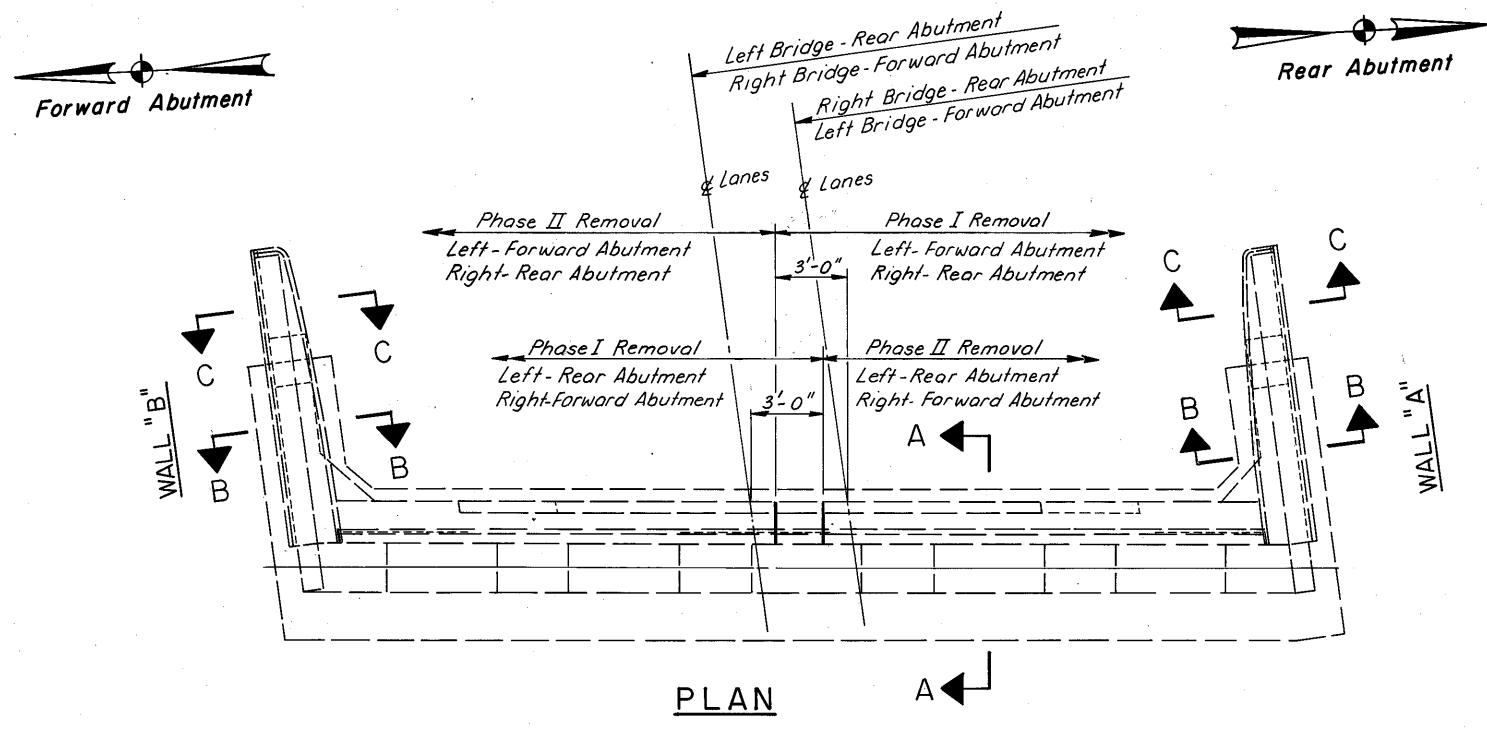 Left Bridge - Rear Abutment
Right Bridge - Forward Abutment
Right Bridge - Rear Abutment
Left Bridge - Forward Abutment
Forward Abutment
Rear Abutment
℄ Lanes
℄ Lanes
Phase II Removal
Left - Forward Abutment
Right - Rear Abutment
Phase I Removal
Left - Forward Abutment
Right - Rear Abutment
3'-0"
C
C
C
C
Phase I Removal
Left - Rear Abutment
Right-Forward Abutment
Phase II Removal
Left - Rear Abutment
Right - Forward Abutment
3'-0"
WALL "B"
WALL "A"
B
B
B
B
A
A
PLAN